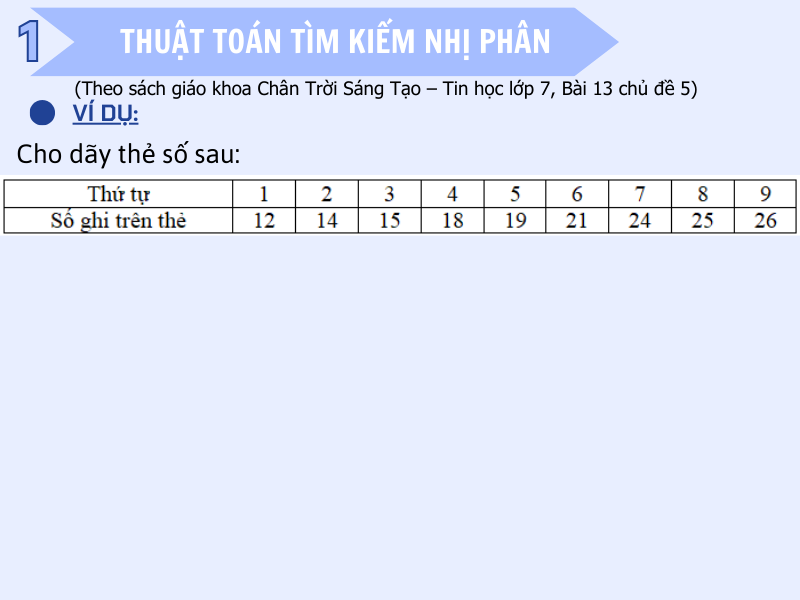 1 THUẬT TOÁN TÌM KIẾM NHỊ PHÂN
(Theo sách giáo khoa Chân Trời Sáng Tạo – Tin học lớp 7, Bài 13 chủ đề 5)
VÍ DỤ:
Cho dãy thẻ số sau:
Thứ tự 1 2 3 4 5 6 7 8 9
Số ghi trên thẻ 12 14 15 18 19 21 24 25 26